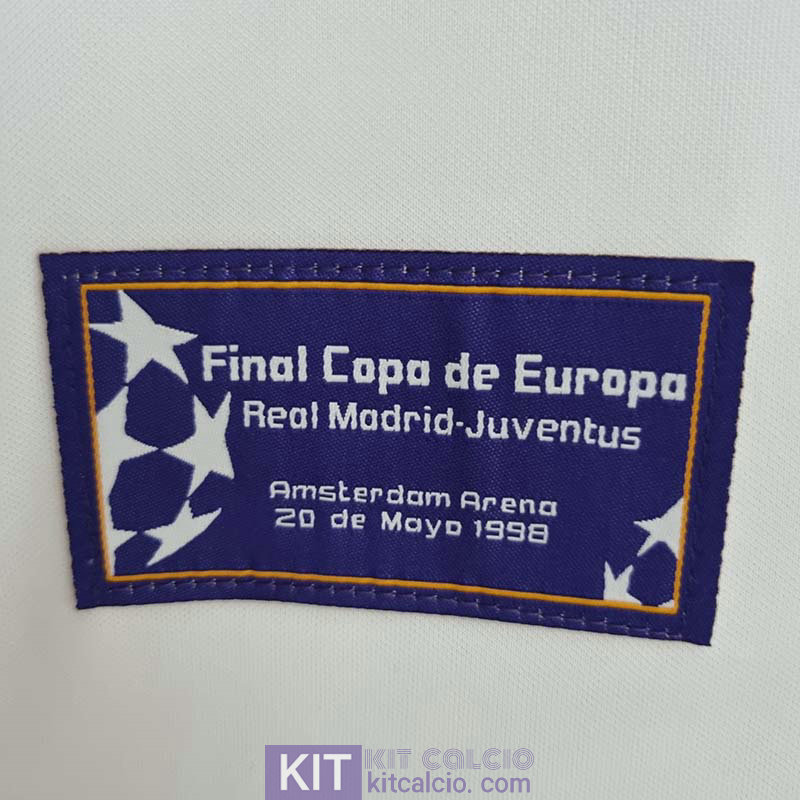 Final Copa de Europa
Real Madrid-Juventus
Amsterdam Arena
20 de Mayo 1998
KIT KIT CALCIO
kitcalcio. com